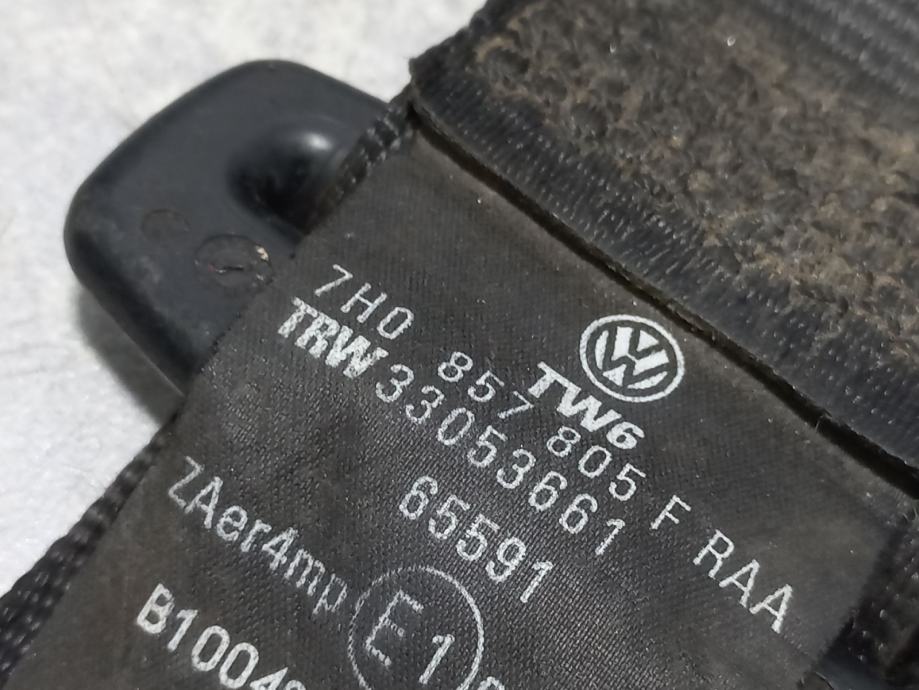 7H0 857 805 F RAA
TRW TW6
33053661
65591
ZAer4mp E1